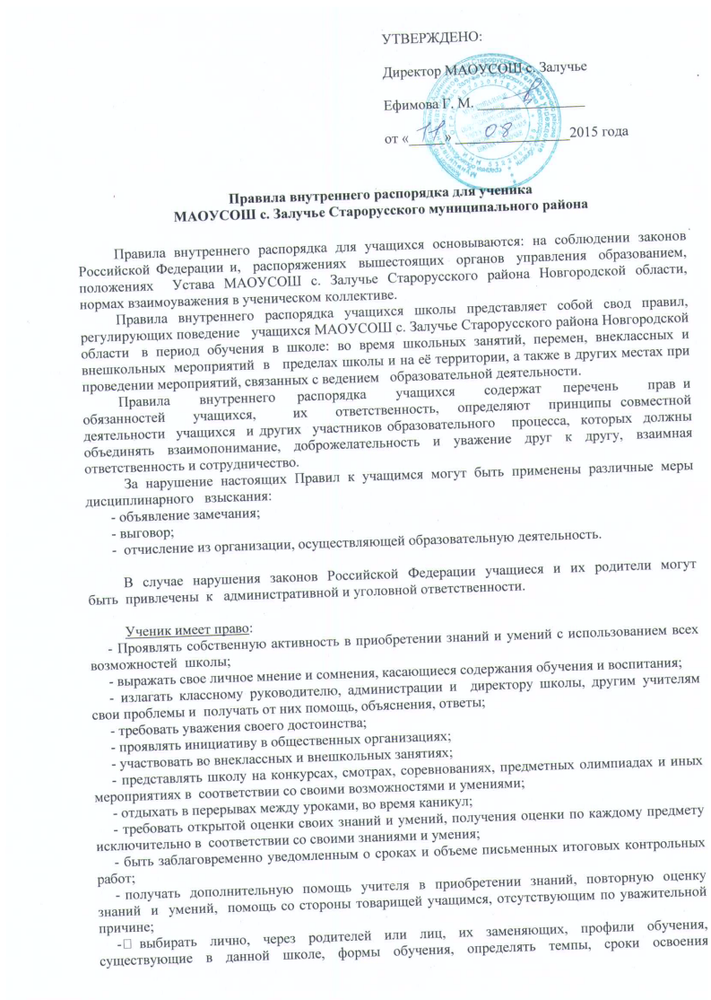 УТВЕРЖДЕНО:
Директор МАОУСОШ с. Залучье
Ефимова Г. М. _______________
от «11» 08 2015 года
Правила внутреннего распорядка для ученика
МАОУСОШ с. Залучье Старорусского муниципального района
Правила внутреннего распорядка для учащихся основываются: на соблюдении законов
Российской Федерации и, распоряжениях вышестоящих органов управления образованием,
положениях Устава МАОУСОШ с. Залучье Старорусского района Новгородской области,
нормах взаимоуважения в ученическом коллективе.
Правила внутреннего распорядка учащихся школы представляет собой свод правил,
регулирующих поведение учащихся МАОУСОШ с. Залучье Старорусского района Новгородской
области в период обучения в школе: во время школьных занятий, перемен, внеклассных и
внешкольных мероприятий в пределах школы и на её территории, а также в других местах при
проведении мероприятий, связанных с ведением образовательной деятельности.
Правила внутреннего распорядка учащихся содержат перечень прав и
обязанностей учащихся, их ответственность, определяют принципы совместной
деятельности учащихся и других участников образовательного процесса, которых должны
объединять взаимопонимание, доброжелательность и уважение друг к другу, взаимная
ответственность и сотрудничество.
За нарушение настоящих Правил к учащимся могут быть применены различные меры
дисциплинарного взыскания:
- объявление замечания;
- выговор;
- отчисление из организации, осуществляющей образовательную деятельность.
В случае нарушения законов Российской Федерации учащиеся и их родители могут
быть привлечены к административной и уголовной ответственности.
Ученик имеет право:
- Проявлять собственную активность в приобретении знаний и умений с использованием всех
возможностей школы;
- выражать свое личное мнение и сомнения, касающиеся содержания обучения и воспитания;
- излагать классному руководителю, администрации и директору школы, другим учителям
свои проблемы и получать от них помощь, объяснения, ответы;
- требовать уважения своего достоинства;
- проявлять инициативу в общественных организациях;
- участвовать во внеклассных и внешкольных занятиях;
- представлять школу на конкурсах, смотрах, соревнованиях, предметных олимпиадах и иных
мероприятиях в соответствии со своими возможностями и умениями;
- отдыхать в перерывах между уроками, во время каникул;
- требовать открытой оценки своих знаний и умений, получения оценки по каждому предмету
исключительно в соответствии со своими знаниями и умения;
- быть заблаговременно уведомленным о сроках и объеме письменных итоговых контрольных
работ;
- получать дополнительную помощь учителя в приобретении знаний, повторную оценку
знаний и умений, помощь со стороны товарищей учащимся, отсутствующим по уважительной
причине;
-□ выбирать лично, через родителей или лиц, их заменяющих, профили обучения,
существующие в данной школе, формы обучения, определять темпы, сроки освоения